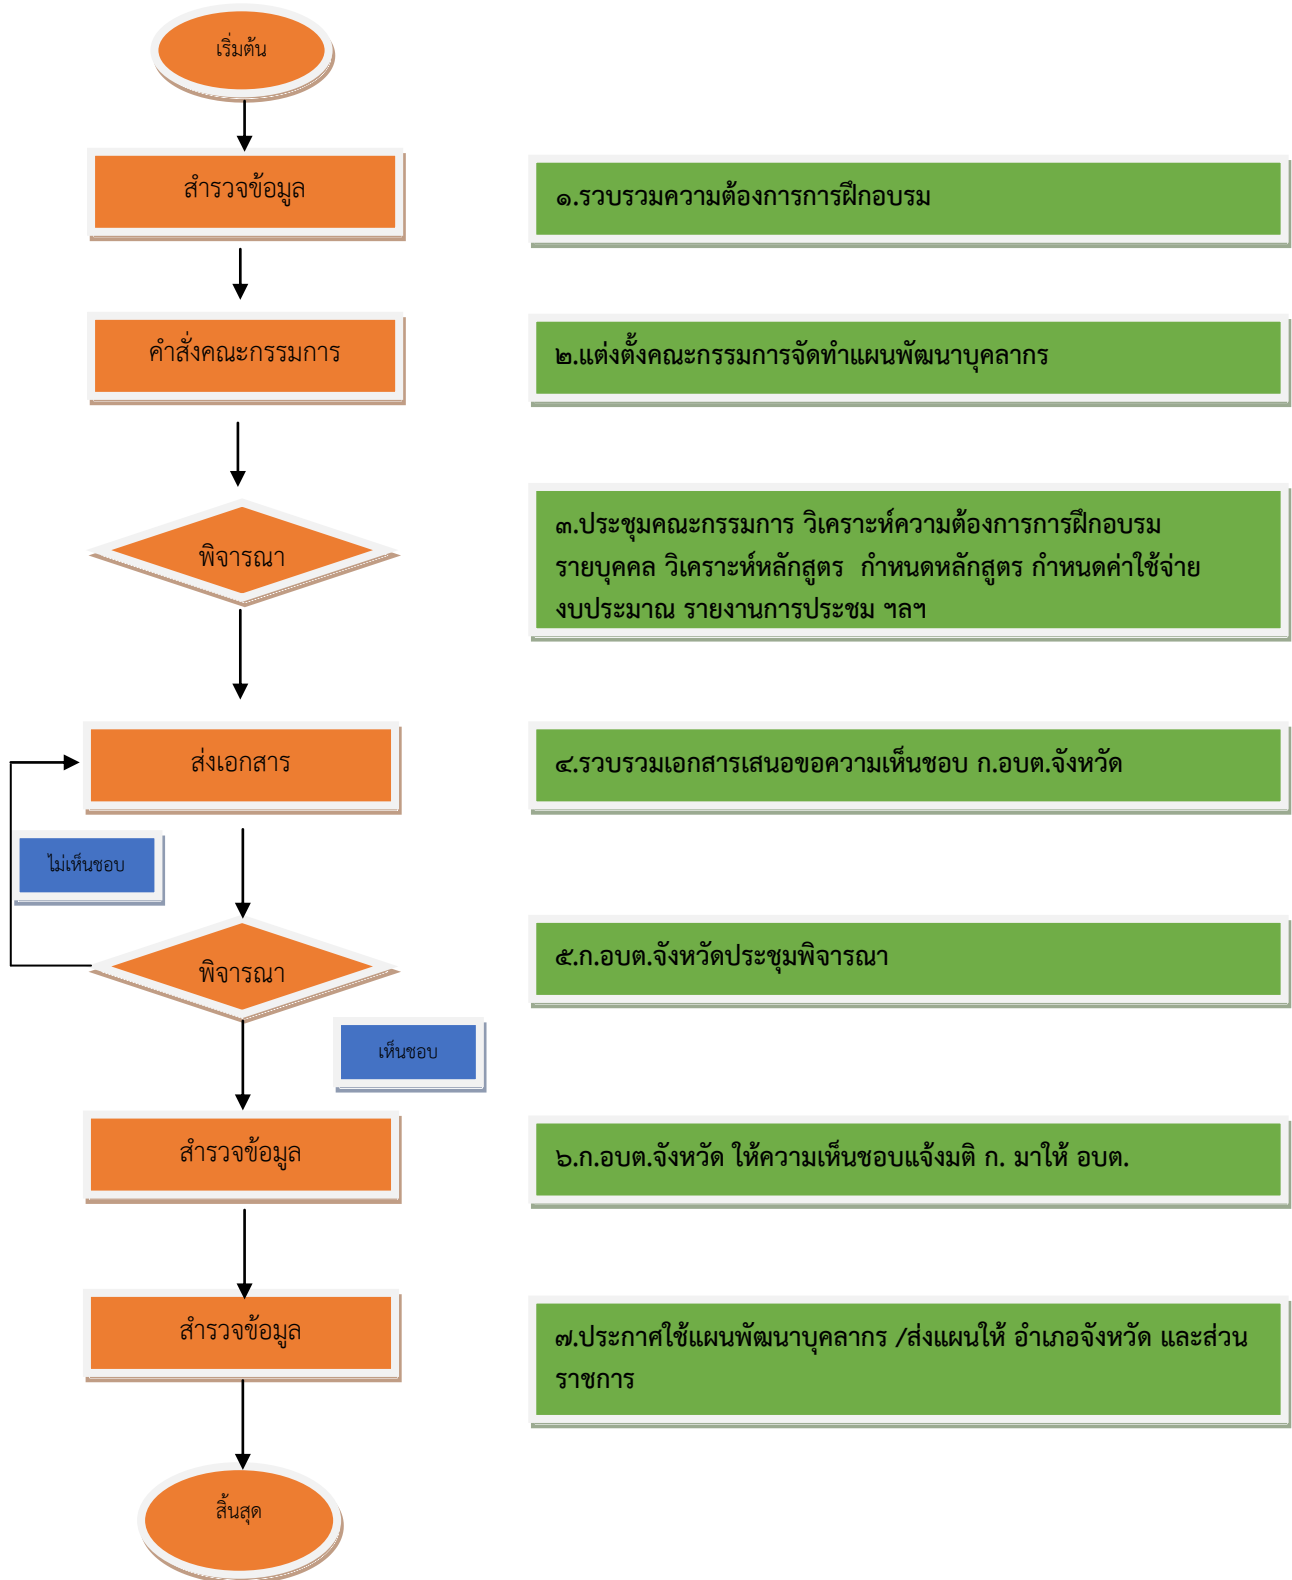 เริ่มต้น
สำรวจข้อมูล
๑.รวบรวมความต้องการการฝึกอบรม
คำสั่งคณะกรรมการ
๒.แต่งตั้งคณะกรรมการจัดทำแผนพัฒนาบุคลากร
พิจารณา
๓.ประชุมคณะกรรมการ วิเคราะห์ความต้องการการฝึกอบรม
รายบุคคล วิเคราะห์หลักสูตร กำหนดหลักสูตร กำหนดค่าใช้จ่าย
งบประมาณ รายงานการประชม ฯลฯ
ส่งเอกสาร
๔.รวบรวมเอกสารเสนอขอความเห็นชอบ ก.อบต.จังหวัด
ไม่เห็นชอบ
พิจารณา
๕.ก.อบต.จังหวัดประชุมพิจารณา
เห็นชอบ
สำรวจข้อมูล
๖.ก.อบต.จังหวัด ให้ความเห็นชอบแจ้งมติ ก. มาให้ อบต.
สำรวจข้อมูล
๗.ประกาศใช้แผนพัฒนาบุคลากร /ส่งแผนให้ อำเภอจังหวัด และส่วน
ราชการ
สิ้นสุด